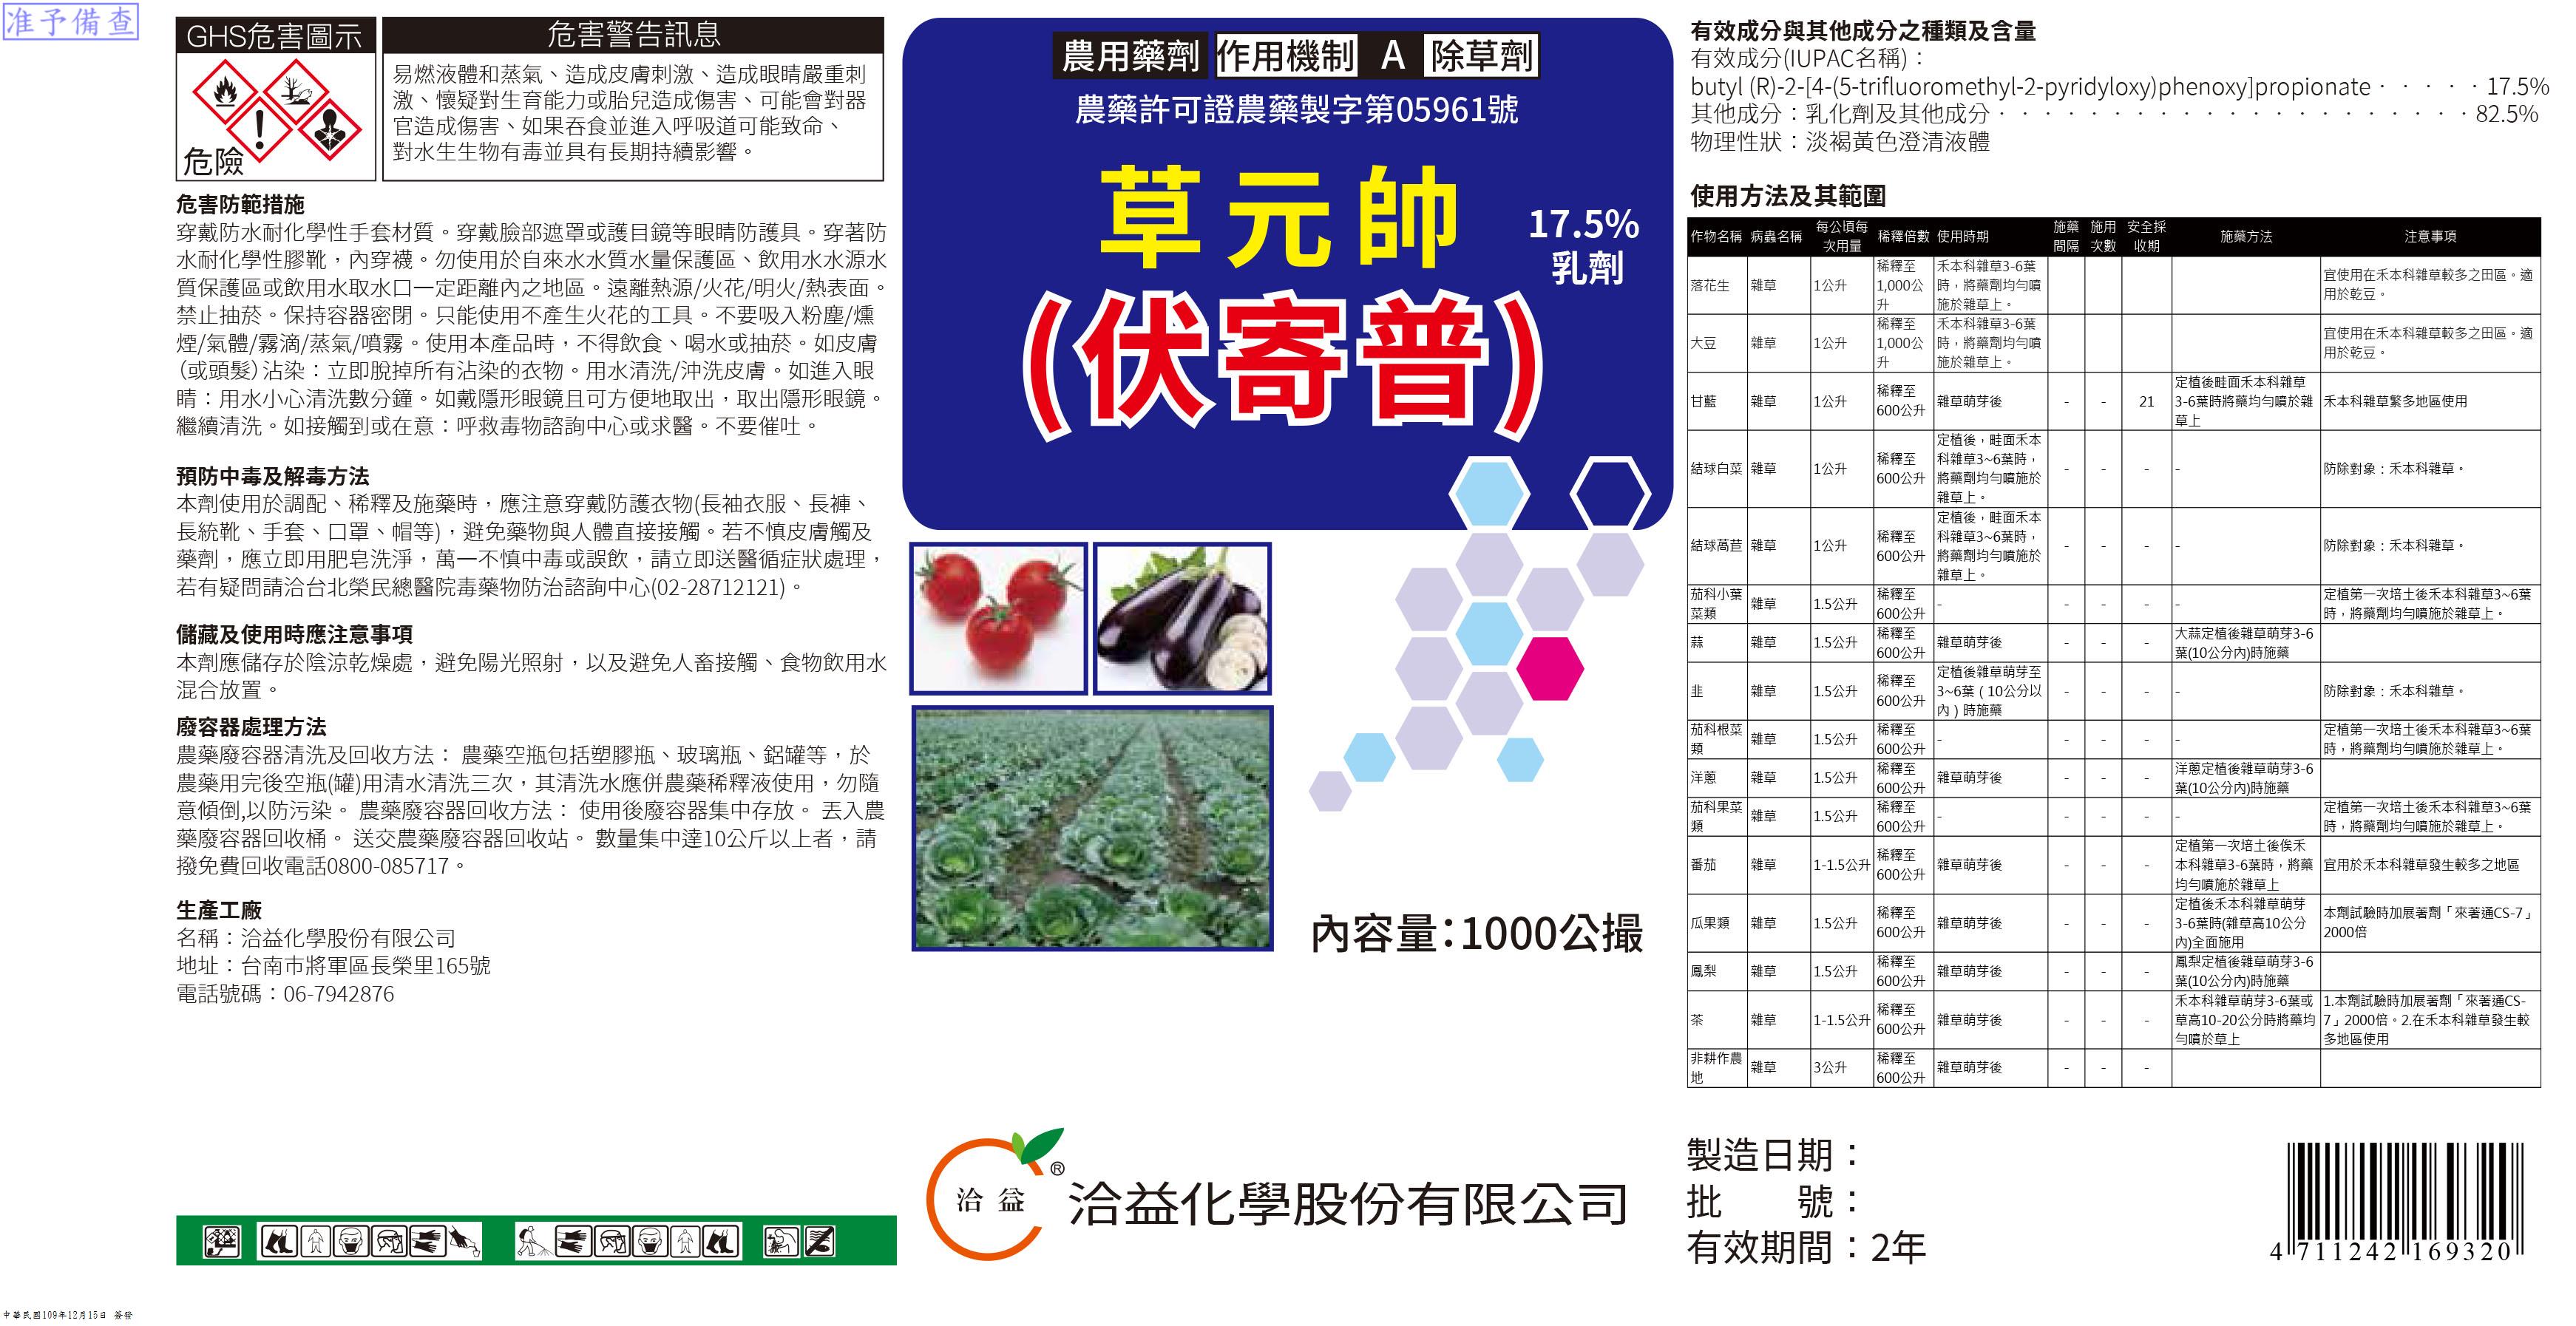 准予備查
GHS危害圖示
危險
危害警告訊息
易燃液體和蒸氣、造成皮膚刺激、造成眼睛嚴重刺
激、懷疑對生育能力或胎兒造成傷害、可能會對器
官造成傷害、如果吞食並進入呼吸道可能致命、
對水生生物有毒並具有長期持續影響。
危害防範措施
穿戴防水耐化學性手套材質。穿戴臉部遮罩或護目鏡等眼睛防護具。穿著防
水耐化學性膠靴，內穿襪。勿使用於自來水水質水量保護區、飲用水水源水
質保護區或飲用水取水口一定距離內之地區。遠離熱源/火花/明火/熱表面。
禁止抽菸。保持容器密閉。只能使用不產生火花的工具。不要吸入粉塵/燻
煙/氣體/霧滴/蒸氣/噴霧。使用本產品時，不得飲食、喝水或抽菸。如皮膚
（或頭髮）沾染：立即脫掉所有沾染的衣物。用水清洗/沖洗皮膚。如進入眼
睛：用水小心清洗數分鐘。如戴隱形眼鏡且可方便地取出，取出隱形眼鏡。
繼續清洗。如接觸到或在意：呼救毒物諮詢中心或求醫。不要催吐。
預防中毒及解毒方法
本劑使用於調配、稀釋及施藥時，應注意穿戴防護衣物(長袖衣服、長褲、
長統靴、手套、口罩、帽等)，避免藥物與人體直接接觸。若不慎皮膚觸及
藥劑，應立即用肥皂洗淨，萬一不慎中毒或誤飲，請立即送醫循症狀處理，
若有疑問請洽台北榮民總醫院毒藥物防治諮詢中心(02-28712121)。
儲藏及使用時應注意事項
本劑應儲存於陰涼乾燥處，避免陽光照射，以及避免人畜接觸、食物飲用水
混合放置。
廢容器處理方法
農藥廢容器清洗及回收方法： 農藥空瓶包括塑膠瓶、玻璃瓶、鋁罐等，於
農藥用完後空瓶(罐)用清水清洗三次，其清洗水應併農藥稀釋液使用，勿隨
意傾倒,以防污染。 農藥廢容器回收方法： 使用後廢容器集中存放。 丟入農
藥廢容器回收桶。 送交農藥廢容器回收站。 數量集中達10公斤以上者，請
撥免費回收電話0800-085717。
生產工廠
名稱：洽益化學股份有限公司
地址：台南市將軍區長榮里165號
電話號碼：06-7942876
中華民國109年12月15日 簽發
農用藥劑 作用機制 A 除草劑
農藥許可證農藥製字第05961號
草元帥
17.5%
乳劑
(伏寄普)
內容量：1000公撮
洽益
®
洽益化學股份有限公司
有效成分與其他成分之種類及含量
有效成分(IUPAC名稱)：
butyl (R)-2-[4-(5-trifluoromethyl-2-pyridyloxy)phenoxy]propionate · · · · · 17.5%
其他成分：乳化劑及其他成分 · · · · · · · · · · · · · · · · · 82.5%
物理性狀：淡褐黃色澄清液體
使用方法及其範圍
作物名稱 病蟲名稱 每公頃每次用量 稀釋倍數 使用時期 施藥間隔 施用次數 安全採收期 施藥方法 注意事項
落花生 雜草 1公升 稀釋至1,000公升 禾本科雜草3-6葉時，將藥劑均勻噴施於雜草上。 宜使用在禾本科雜草較多之田區。適用於乾豆。
大豆 雜草 1公升 稀釋至1,000公升 禾本科雜草3-6葉時，將藥劑均勻噴施於雜草上。 宜使用在禾本科雜草較多之田區。適用於乾豆。
甘藍 雜草 1公升 稀釋至600公升 雜草萌芽後 - - 21 定植後畦面禾本科雜草3-6葉時將藥均勻噴於雜草上 禾本科雜草繁多地區使用
結球白菜 雜草 1公升 稀釋至600公升 定植後，畦面禾本科雜草3~6葉時，將藥劑均勻噴施於雜草上。 - - - - 防除對象：禾本科雜草。
結球萵苣 雜草 1公升 稀釋至600公升 定植後，畦面禾本科雜草3~6葉時，將藥劑均勻噴施於雜草上。 - - - - 防除對象：禾本科雜草。
茄科小葉菜類 雜草 1.5公升 稀釋至600公升 - - - - - 定植第一次培土後禾本科雜草3~6葉時，將藥劑均勻噴施於雜草上。
蒜 雜草 1.5公升 稀釋至600公升 雜草萌芽後 - - - 大蒜定植後雜草萌芽3-6葉(10公分內)時施藥
韭 雜草 1.5公升 稀釋至600公升 定植後雜草萌芽至3~6葉（10公分以內）時施藥 - - - - 防除對象：禾本科雜草。
茄科根菜類 雜草 1.5公升 稀釋至600公升 - - - - - 定植第一次培土後禾本科雜草3~6葉時，將藥劑均勻噴施於雜草上。
洋蔥 雜草 1.5公升 稀釋至600公升 雜草萌芽後 - - - 洋蔥定植後雜草萌芽3-6葉(10公分內)時施藥
茄科果菜類 雜草 1.5公升 稀釋至600公升 - - - - - 定植第一次培土後禾本科雜草3~6葉時，將藥劑均勻噴施於雜草上。
番茄 雜草 1-1.5公升 稀釋至600公升 雜草萌芽後 - - - 定植第一次培土後俟禾本科雜草3-6葉時，將藥均勻噴施於雜草上 宜用於禾本科雜草發生較多之地區
瓜果類 雜草 1.5公升 稀釋至600公升 雜草萌芽後 - - - 定植後禾本科雜草萌芽3-6葉時(雜草高10公分內)全面施用 本劑試驗時加展著劑「來著通CS-7」2000倍
鳳梨 雜草 1.5公升 稀釋至600公升 雜草萌芽後 - - - 鳳梨定植後雜草萌芽3-6葉(10公分內)時施藥
茶 雜草 1-1.5公升 稀釋至600公升 雜草萌芽後 - - - 禾本科雜草萌芽3-6葉或草高10-20公分時將藥均勻噴於草上 1.本劑試驗時加展著劑「來著通CS-7」2000倍。2.在禾本科雜草發生較多地區使用
非耕作農地 雜草 3公升 稀釋至600公升 雜草萌芽後 - - -
製造日期：
批 號：
有效期間：2年
4 711242 169320